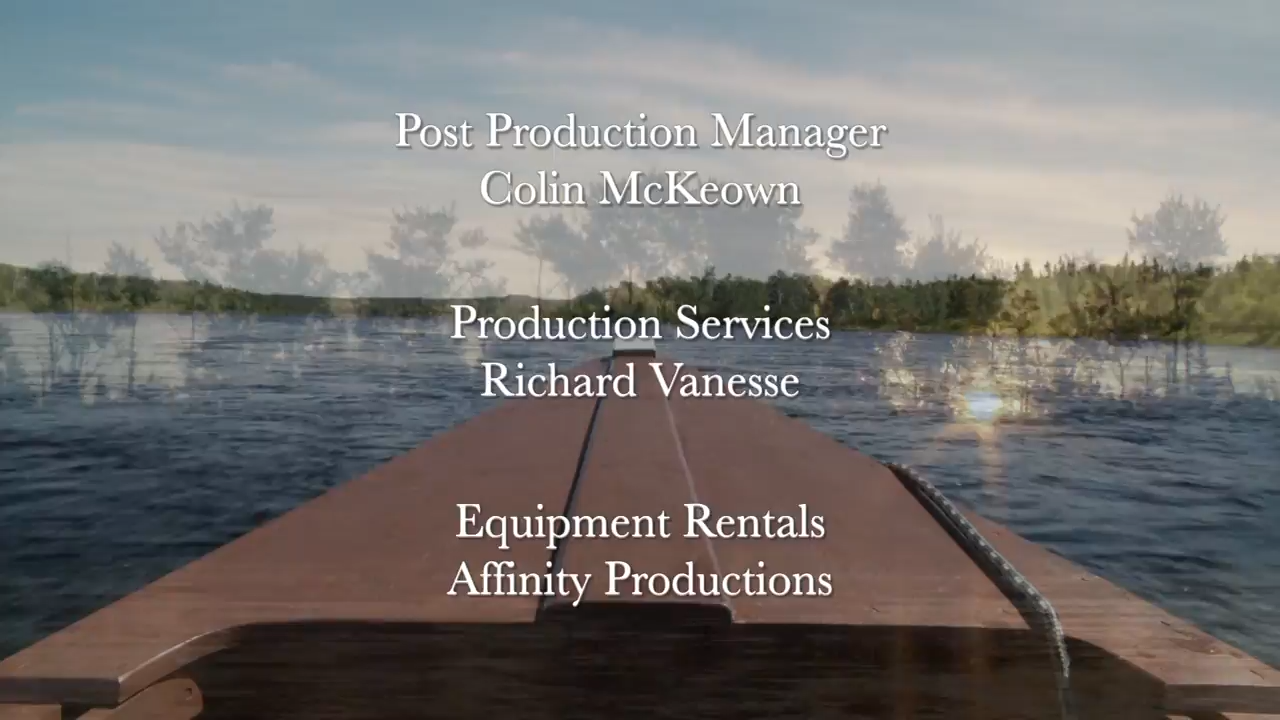 Post Production Manager
Colin McKeown
Production Services
Richard Vanesse
Equipment Rentals
Affinity Productions